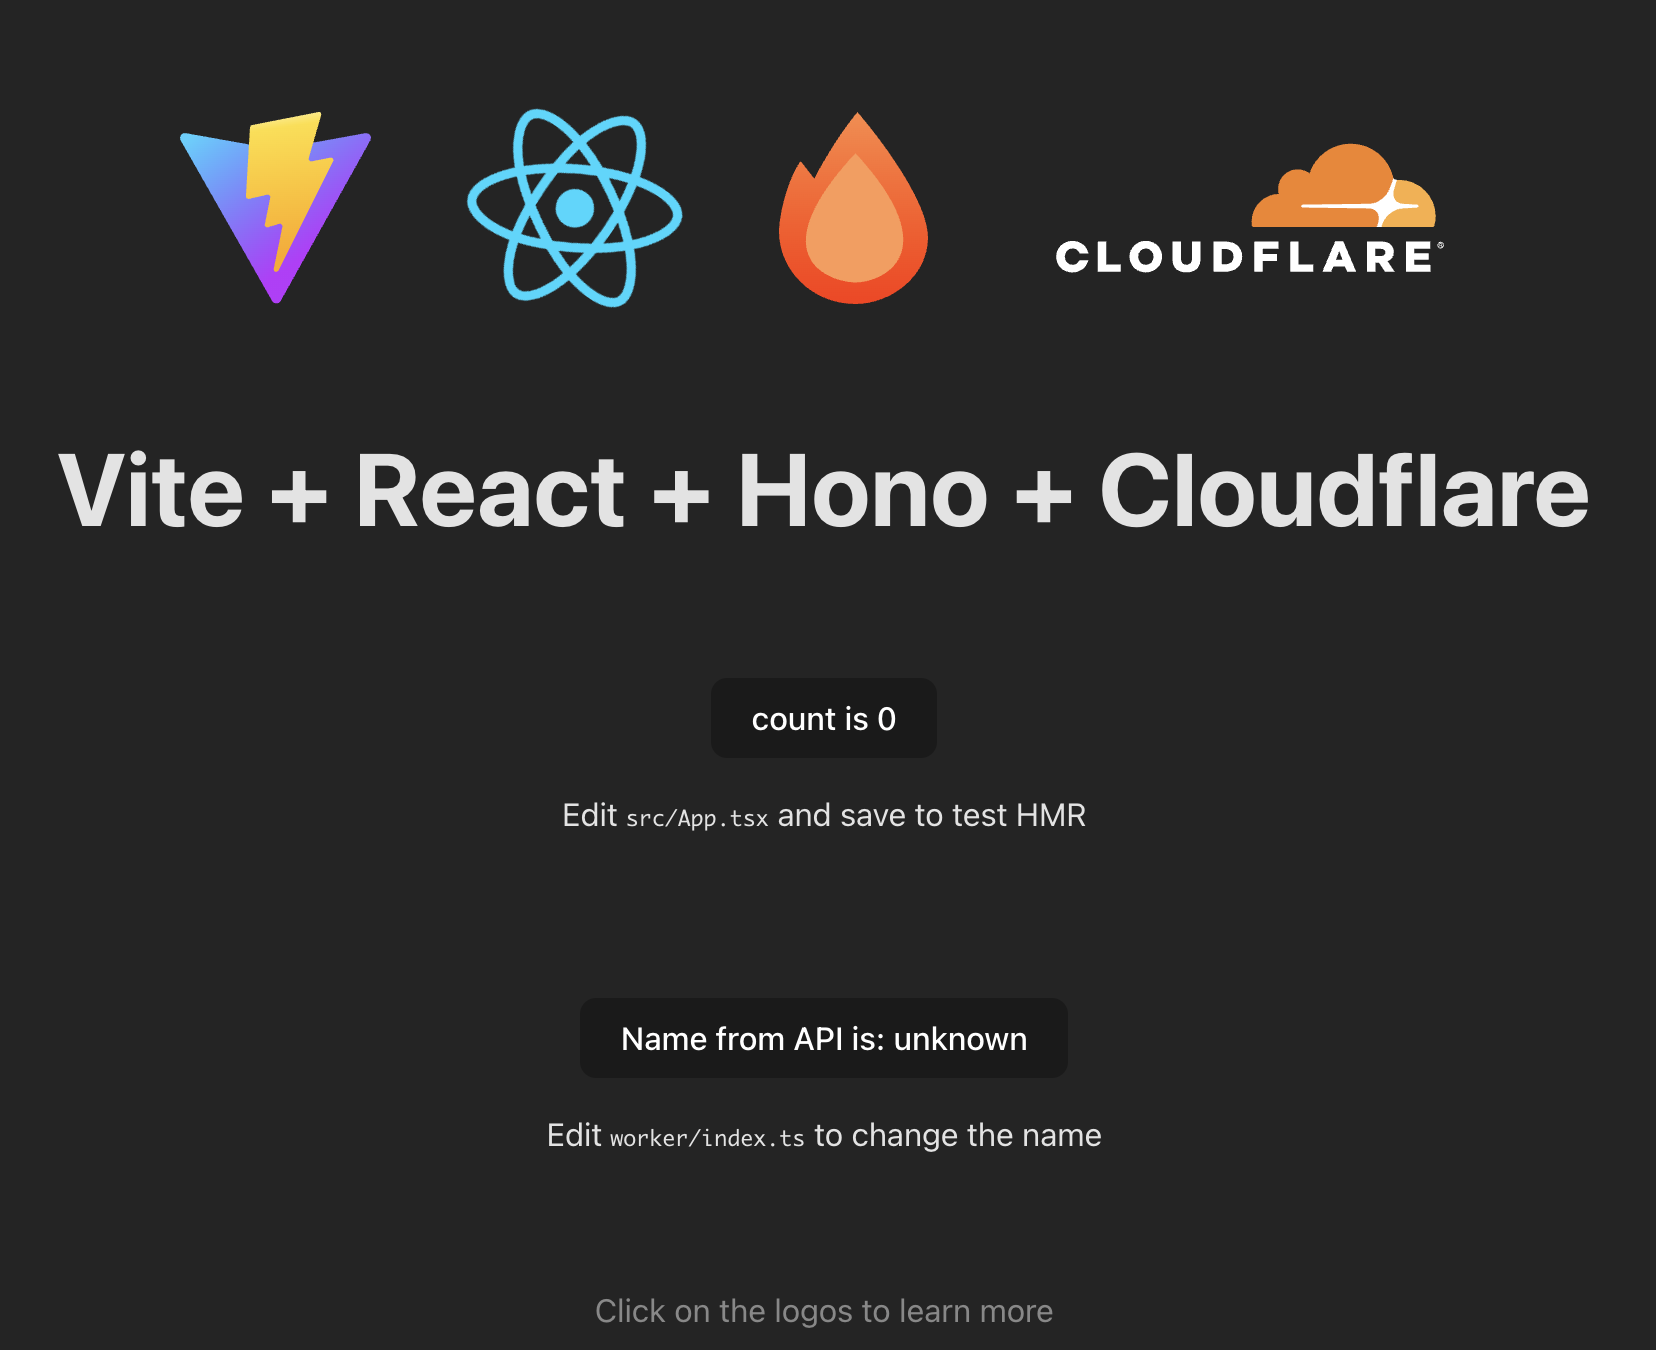 CLOUDFLARE®
Vite + React + Hono + Cloudflare
count is 0
Edit src/App.tsx and save to test HMR
Name from API is: unknown
Edit worker/index.ts to change the name
Click on the logos to learn more